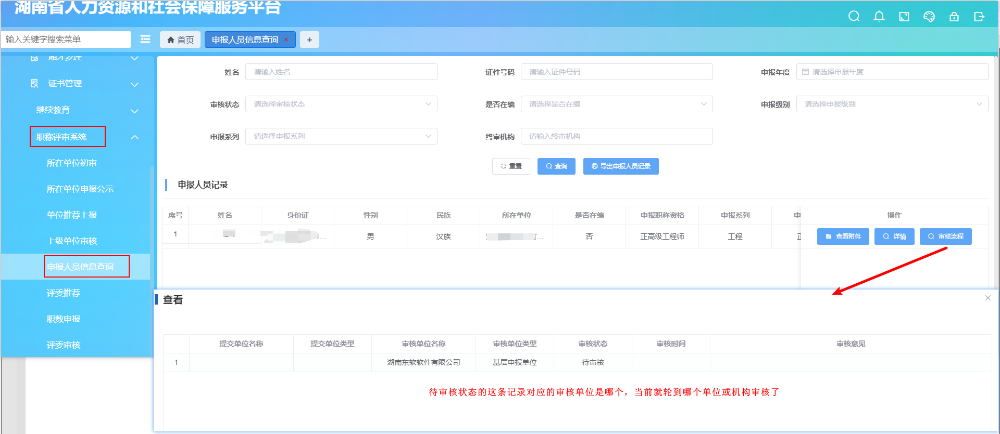 湖南省人力资源和社会保障服务平台
输入关键字搜索菜单
首页
申报人员信息查询 ×
+
证书管理
继续教育
职称评审系统
所在单位初审
所在单位申报公示
单位推荐上报
上级单位审核
申报人员信息查询
评委推荐
职数申报
评委审核
姓名 请输入姓名 证件号码 请输入证件号码 申报年度 请选择申报年度
审核状态 请选择审核状态 是否在编 请选择是否在编 申报级别 请选择申报级别
申报系列 请选择申报系列 终审机构 请输入终审机构
重置 查询 导出申报人员记录
申报人员记录
序号 姓名 身份证 性别 民族 所在单位 是否在编 申报职称资格 申报系列 申 操作
1 男 汉族 否 正高级工程师 工程 正 查看附件 详情 审核流程
查看
提交单位名称 提交单位类型 审核单位名称 审核单位类型 审核状态 审核时间 审核意见
1 湖南东软软件有限公司 基层申报单位 待审核
待审核状态的这条记录对应的审核单位是哪个，当前就轮到哪个单位或机构审核了